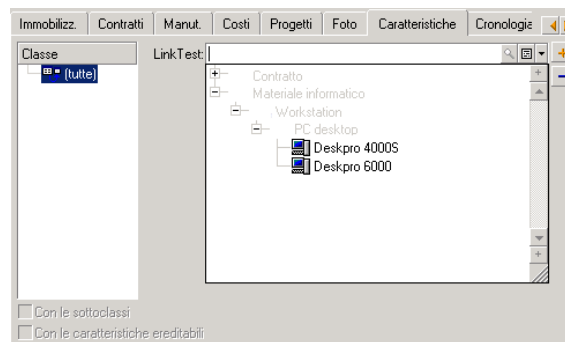 Immobilizz. Contratti Manut. Costi Progetti Foto Caratteristiche Cronologia
Classe
(tutte)
LinkTest:
Contratto
Materiale informatico
Workstation
PC desktop
Deskpro 4000S
Deskpro 6000
Con le sottoclassi
Con le caratteristiche ereditabili